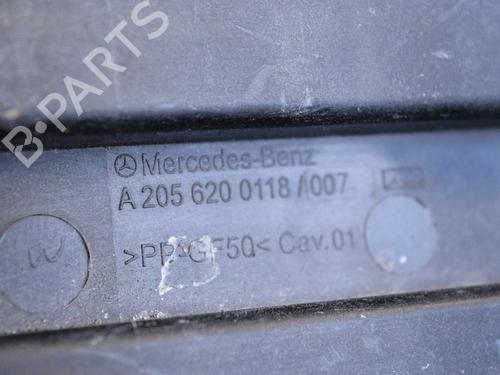 B-PARTS
Mercedes-Benz
A 205 620 0118 /007
>PP-GF50< Cav.01